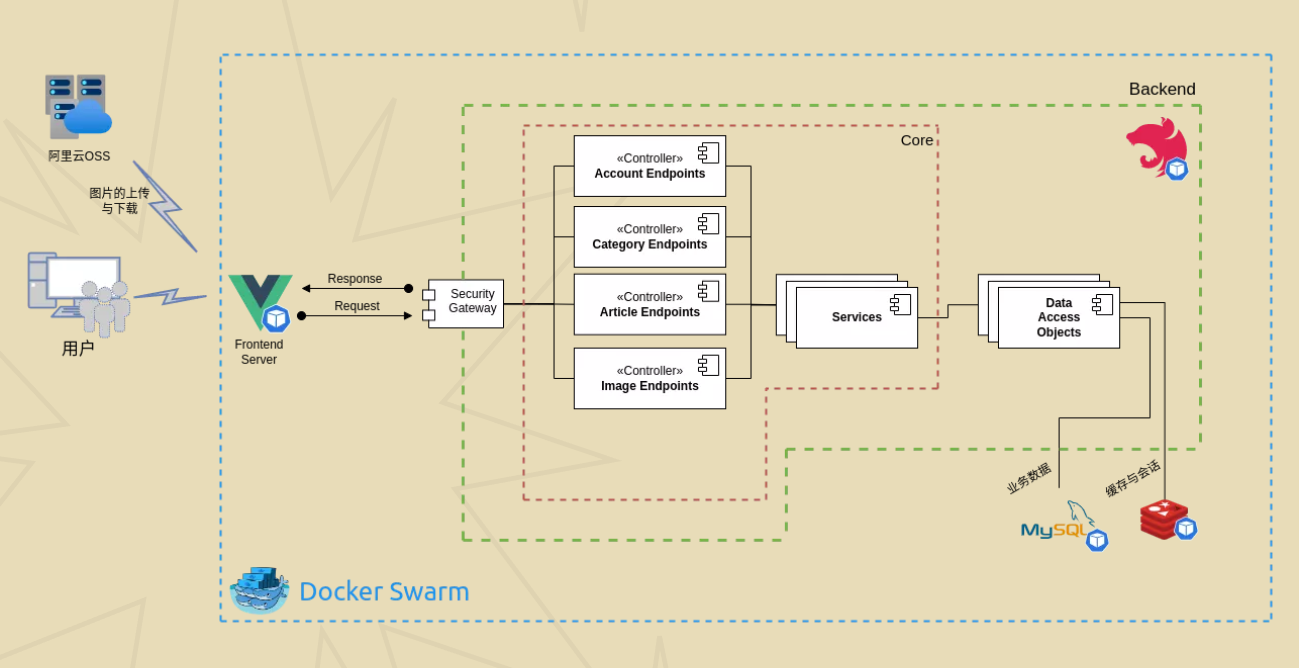 阿里云OSS
图片的上传
与下载
用户
Frontend
Server
Response
Request
Security
Gateway
Backend
Core
«Controller»
Account Endpoints
«Controller»
Category Endpoints
«Controller»
Article Endpoints
«Controller»
Image Endpoints
Services
Data
Access
Objects
业务数据
缓存与会话
MySQL
Docker Swarm